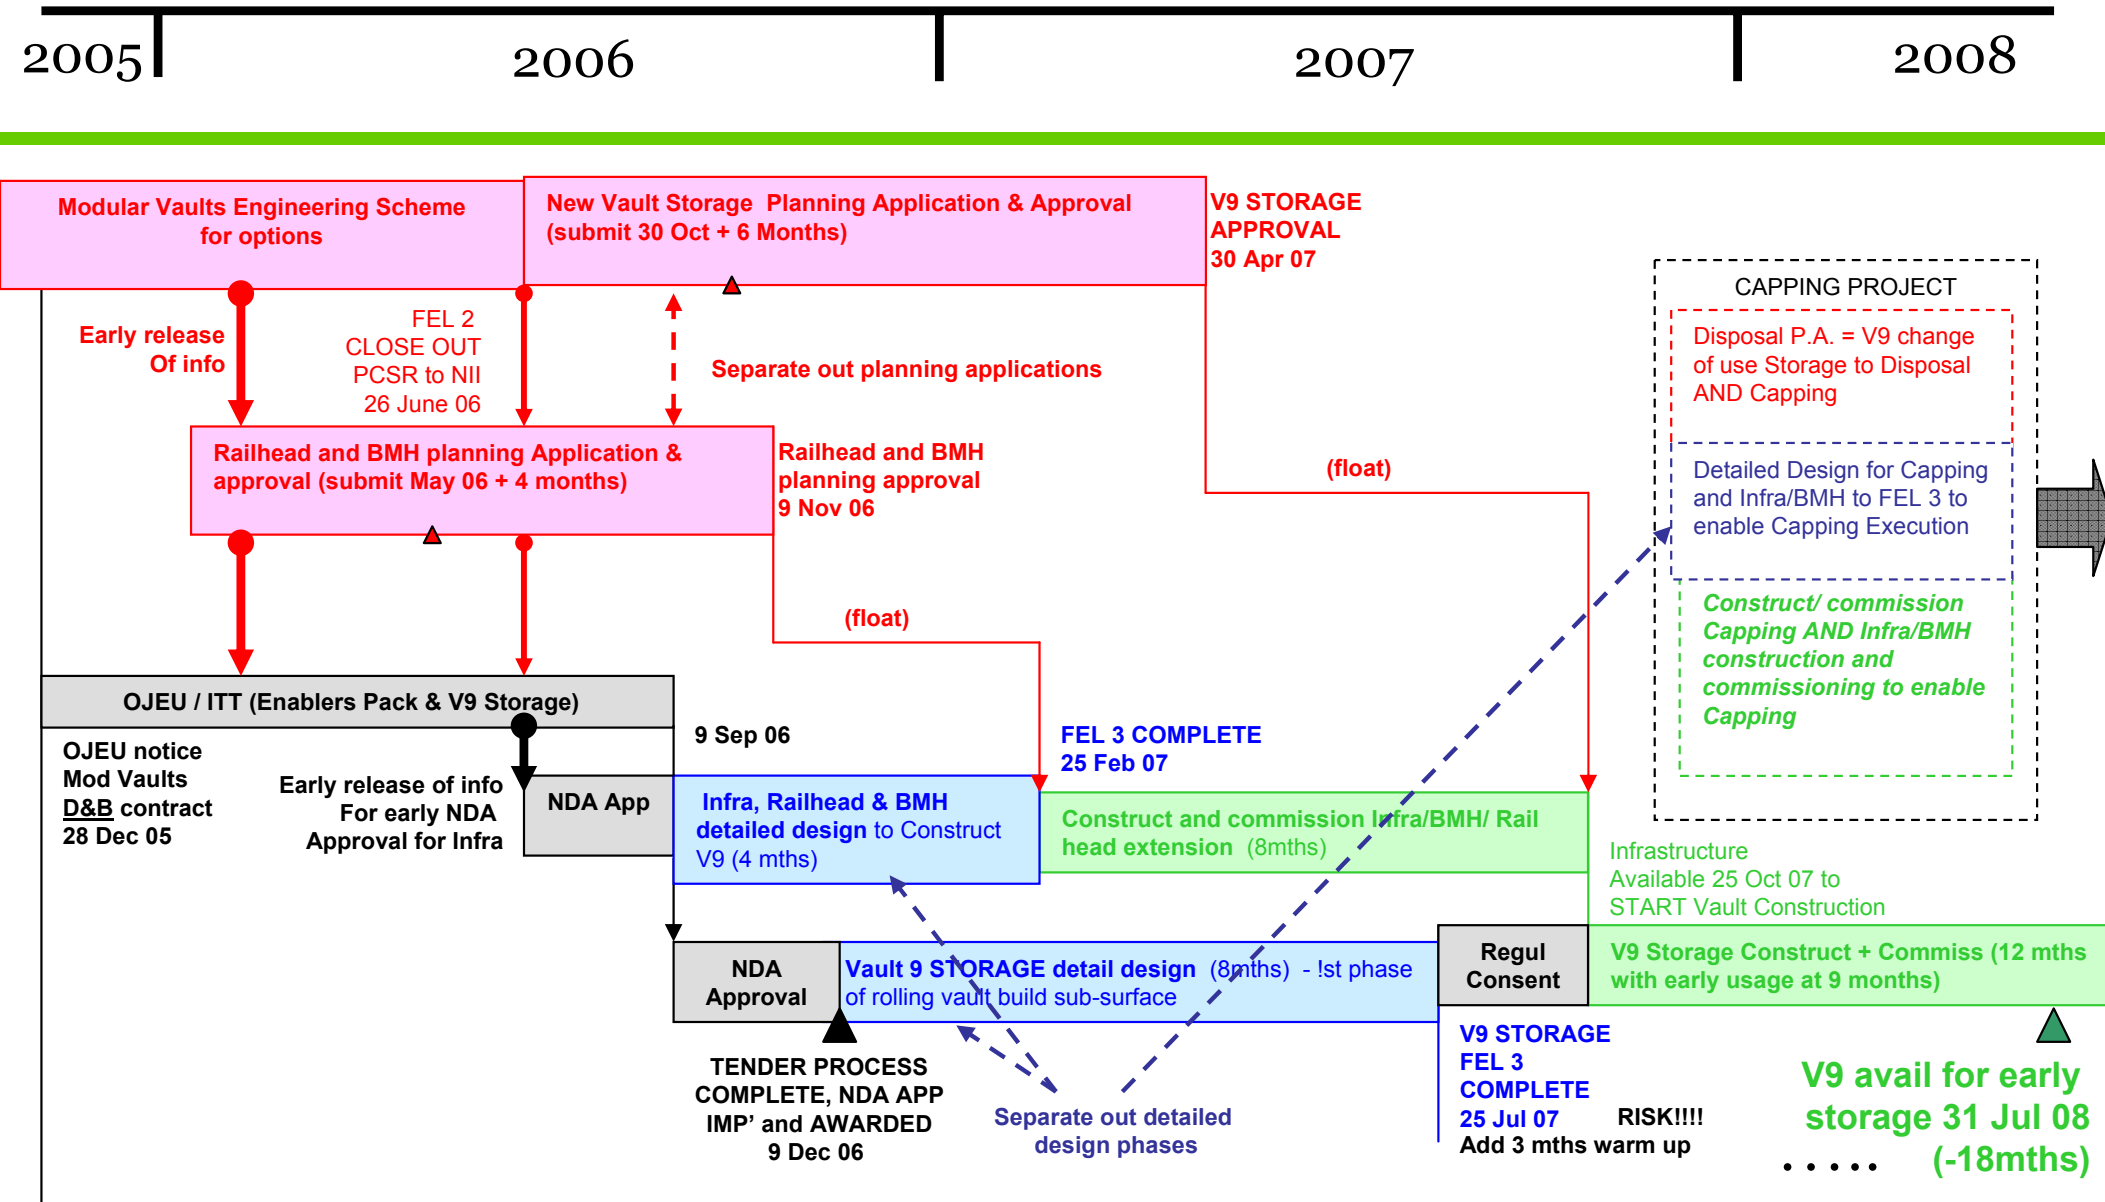 2005
2006
2007
2008
Modular Vaults Engineering Scheme
for options
New Vault Storage Planning Application & Approval
(submit 30 Oct + 6 Months)
V9 STORAGE
APPROVAL
30 Apr 07
Early release
Of info
FEL 2
CLOSE OUT
PCSR to NII
26 June 06
Separate out planning applications
Railhead and BMH planning Application &
approval (submit May 06 + 4 months)
Railhead and BMH
planning approval
9 Nov 06
(float)
(float)
CAPPING PROJECT
Disposal P.A. = V9 change
of use Storage to Disposal
AND Capping
Detailed Design for Capping
and Infra/BMH to FEL 3 to
enable Capping Execution
Construct/ commission
Capping AND Infra/BMH
construction and
commissioning to enable
Capping
OJEU / ITT (Enablers Pack & V9 Storage)
OJEU notice
Mod Vaults
D&B contract
28 Dec 05
Early release of info
For early NDA
Approval for Infra
NDA App
9 Sep 06
Infra, Railhead & BMH
detailed design to Construct
V9 (4 mths)
FEL 3 COMPLETE
25 Feb 07
Construct and commission Infra/BMH/ Rail
head extension (8mths)
Infrastructure
Available 25 Oct 07 to
START Vault Construction
NDA
Approval
Vault 9 STORAGE detail design (8mths) - !st phase
of rolling vault build sub-surface
Regul
Consent
V9 Storage Construct + Commiss (12 mths
with early usage at 9 months)
TENDER PROCESS
COMPLETE, NDA APP
IMP' and AWARDED
9 Dec 06
Separate out detailed
design phases
V9 STORAGE
FEL 3
COMPLETE
25 Jul 07
RISK!!!!
Add 3 mths warm up
V9 avail for early
storage 31 Jul 08
. . . . . (-18mths)